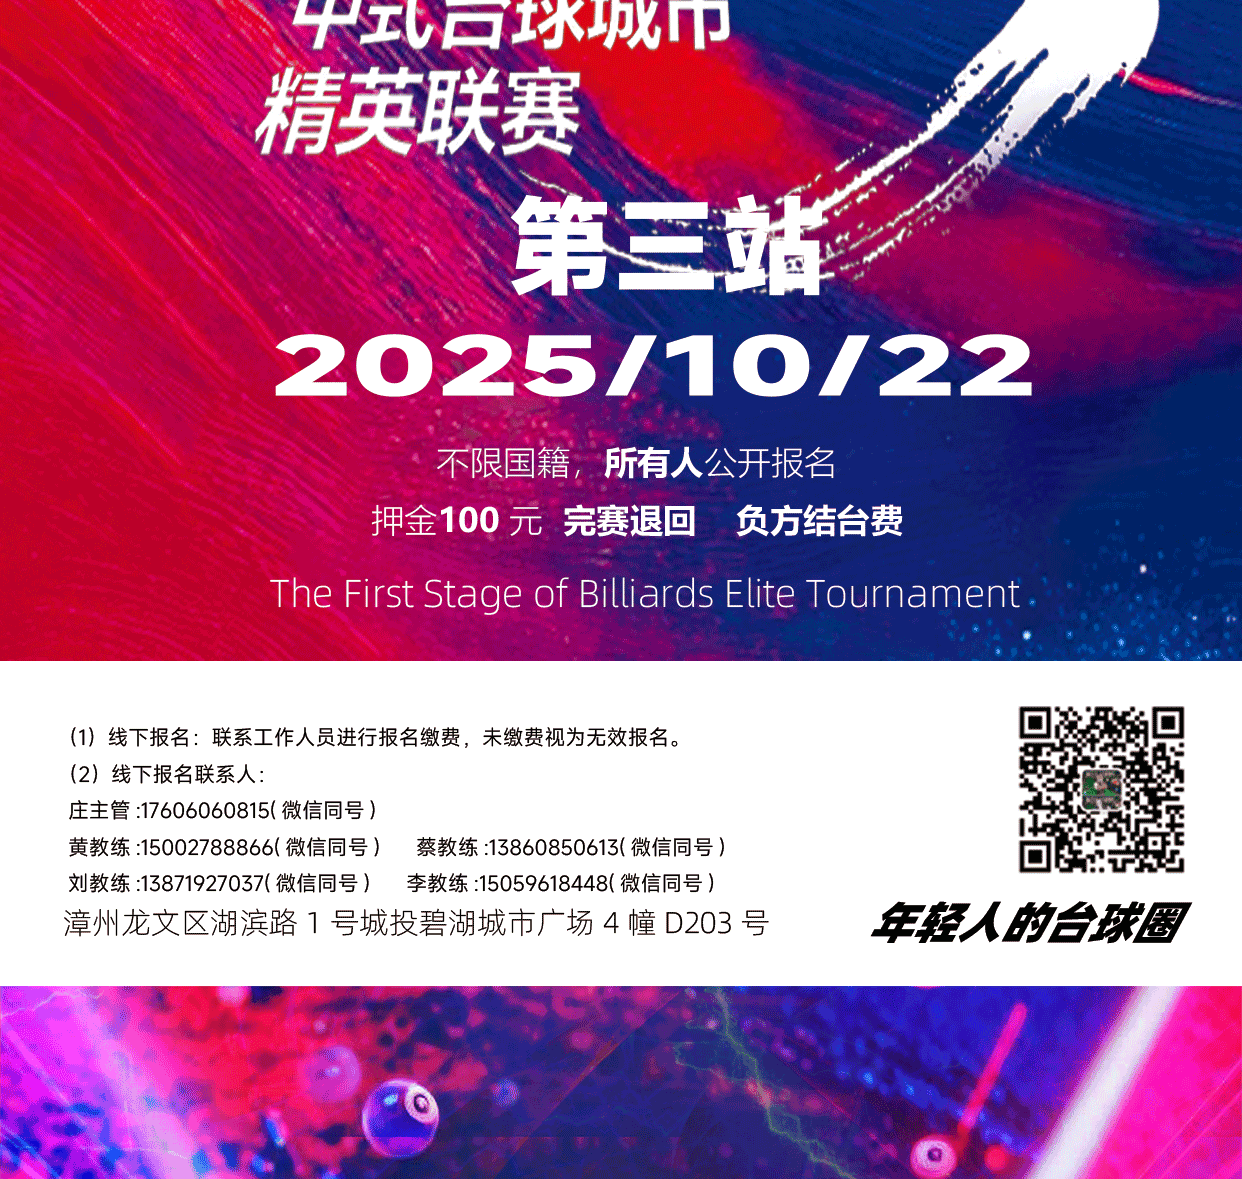 中式台球城市
精英联赛
第三站
2025/10/22
不限国籍，所有人公开报名
押金100 元 完赛退回 负方结台费
The First Stage of Billiards Elite Tournament
（1）线下报名：联系工作人员进行报名缴费，未缴费视为无效报名。
（2）线下报名联系人：
庄主管 :17606060815( 微信同号 )
黄教练 :15002788866( 微信同号 ) 蔡教练 :13860850613( 微信同号 )
刘教练 :13871927037( 微信同号 ) 李教练 :15059618448( 微信同号 )
漳州龙文区湖滨路 1 号城投碧湖城市广场 4 幢 D203 号
年轻人的台球圈